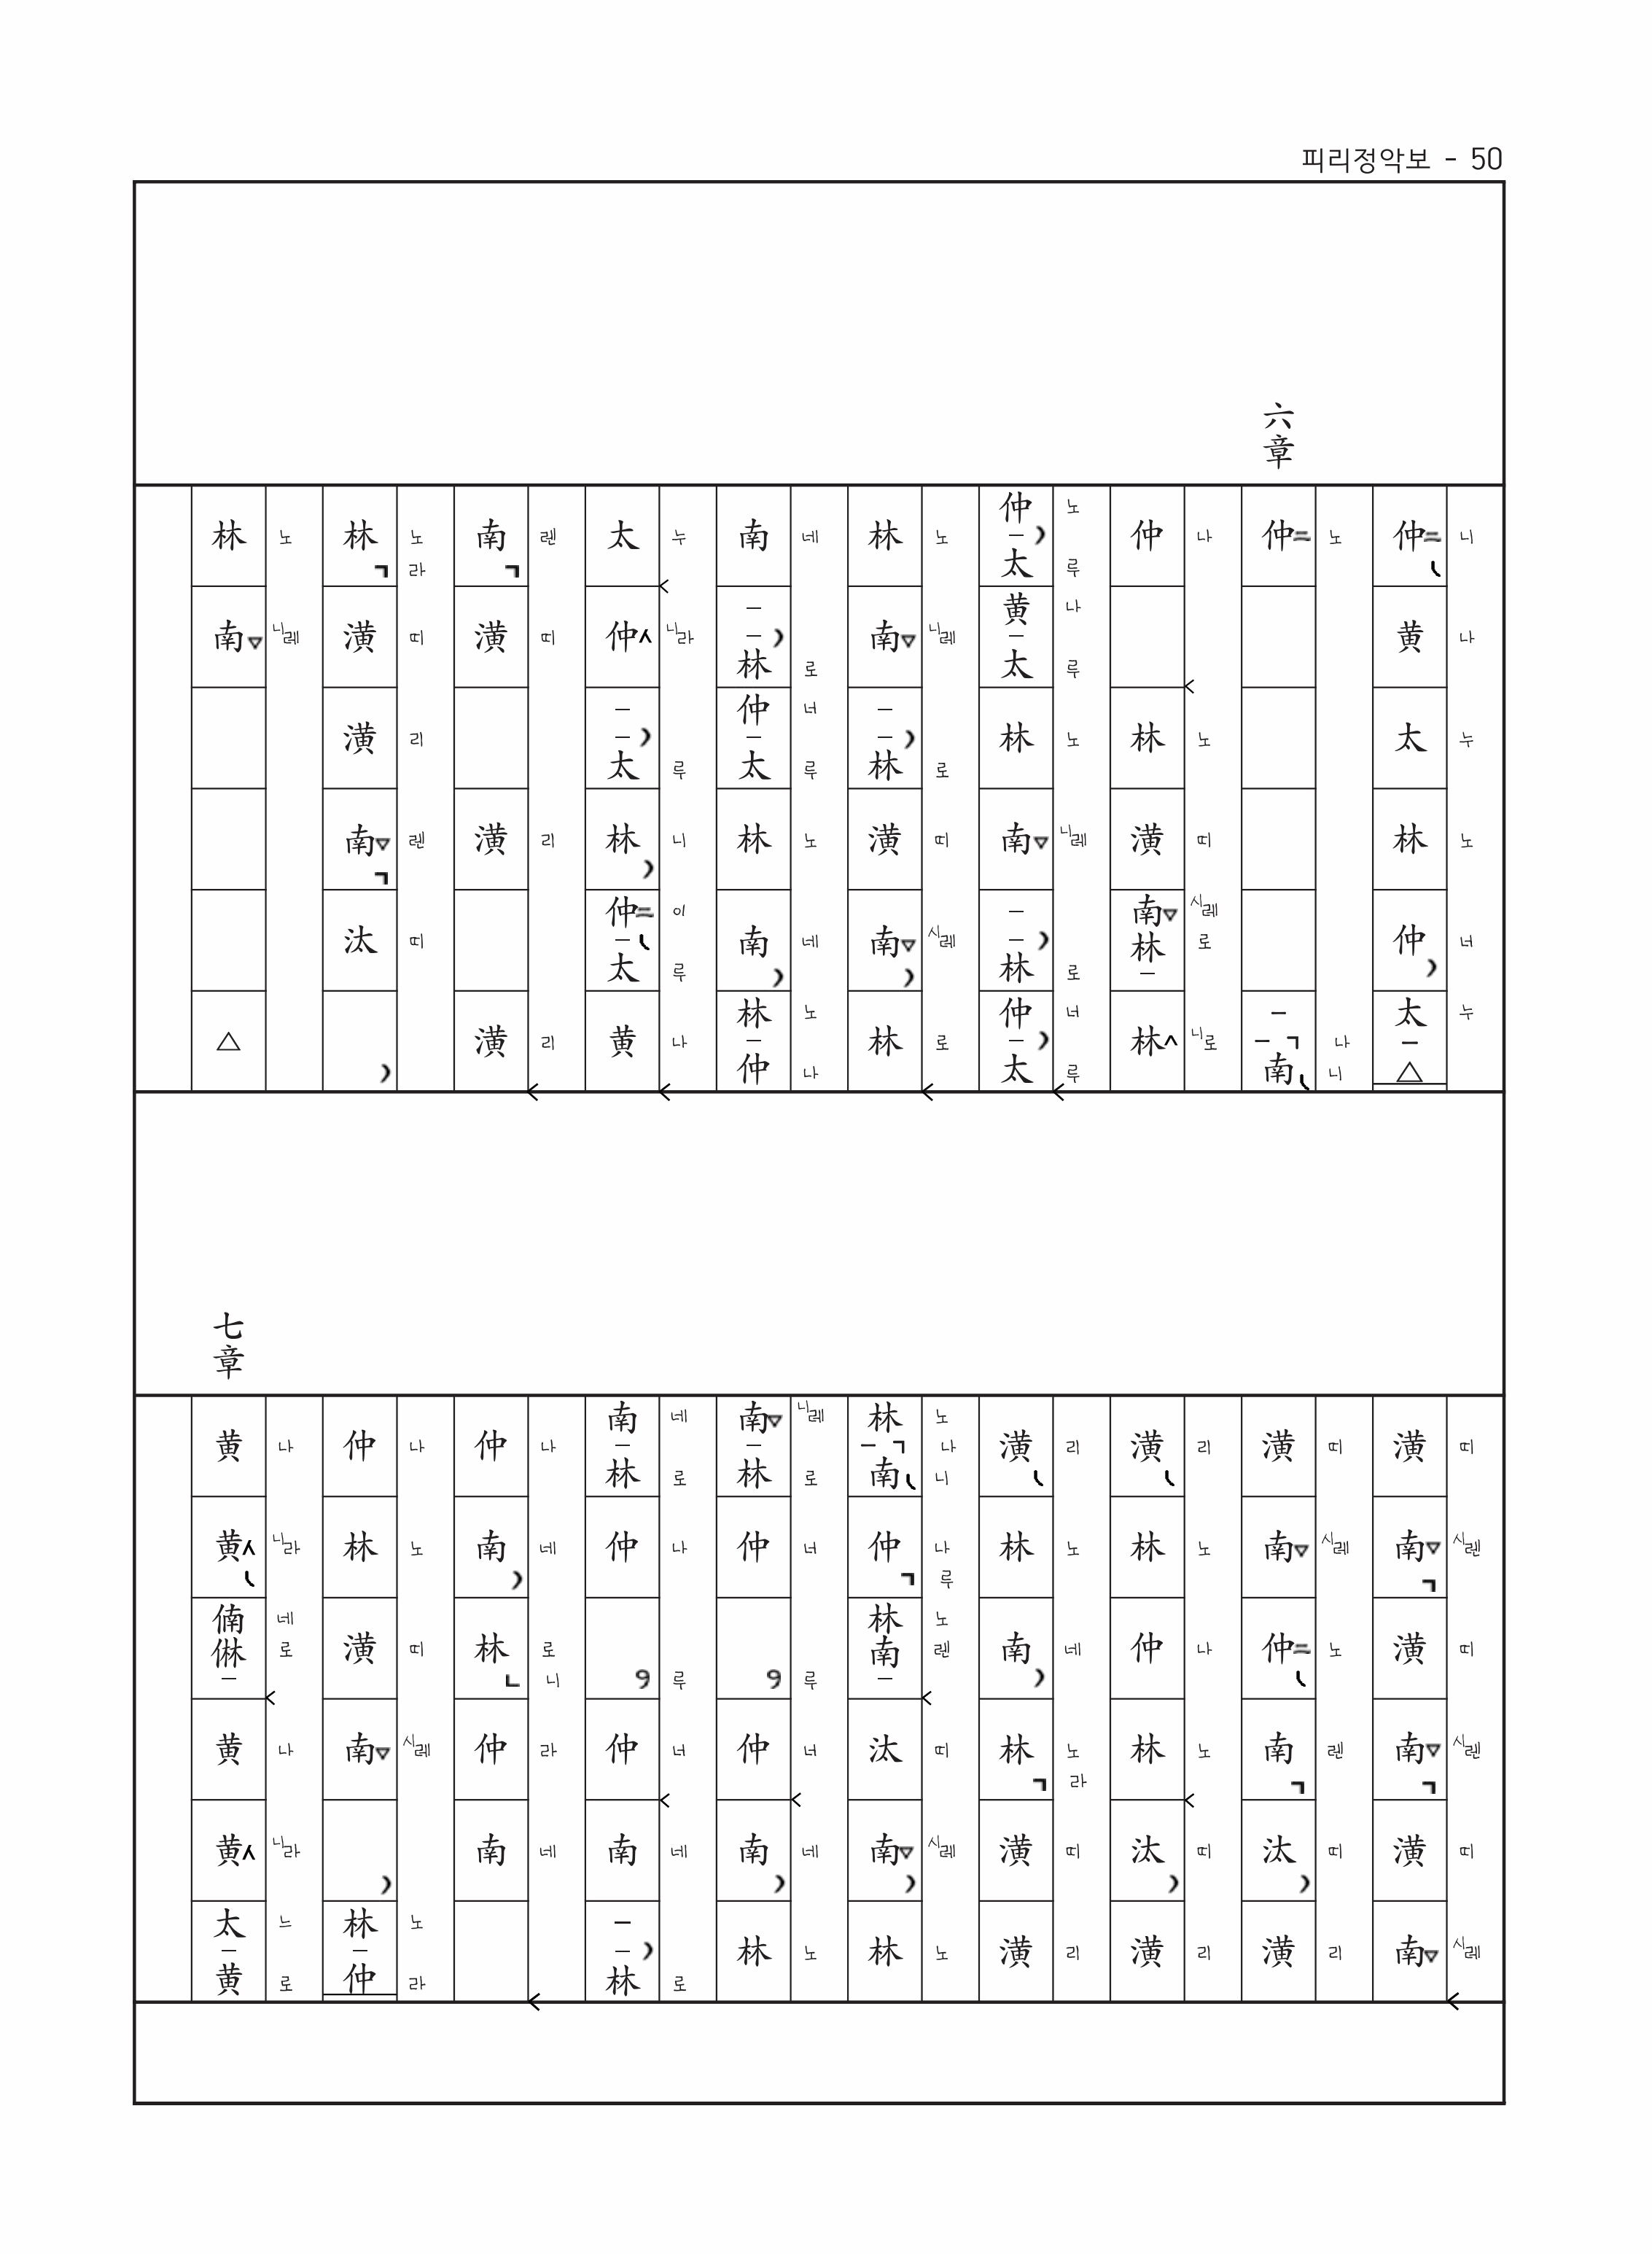 피리정악보 - 50
仲 黄 太 林 仲 太 - △
니 나 누 노 너 누
六章
仲 - - 南
노 나 니
仲 林 潢 南 林 - 林
나 노 띠 시레 로 니로
仲 - 太 黄 - 太 林 南 - - 林 仲 - 太
노 루 나 루 노 니레 로 너 루
林 南 - - 林 潢 南 林
노 니레 로 띠 시레 로
南 - - 林 仲 - 太 林 南 林 - 仲
네 로 너 루 노 네 노 나
太 仲 - - 太 林 仲 - 太 黄
누 니라 루 니 이 루 나
南 潢 潢 潢
렌 띠 리 리
林 潢 潢 南 汰
노 라 띠 리 렌 띠
林 南 △
노 니레
潢 南 潢 南 潢 南
띠 시렌 띠 시렌 띠 시레
潢 南 仲 南 汰 潢
띠 시레 노 렌 띠 리
潢 林 仲 林 汰 潢
리 노 나 노 띠 리
潢 林 南 林 潢 潢
리 노 네 노 라 띠 리
林 - 南 仲 林 南 - 汰 南 林
노 나 니 나 루 노 렌 띠 시레 노
南 - 林 仲 仲 南 林
니레 로 너 루 너 네 노
南 - 林 仲 仲 南 - - 林
네 로 나 루 너 네 로
仲 南 林 仲 南
나 네 로 니 라 네
仲 林 潢 南 林 - 仲
나 노 띠 시레 노 라
七章
黄 黄 㑲 㑣 - 黄 黄 太 - 黄
나 니라 네 로 나 니라 느 로